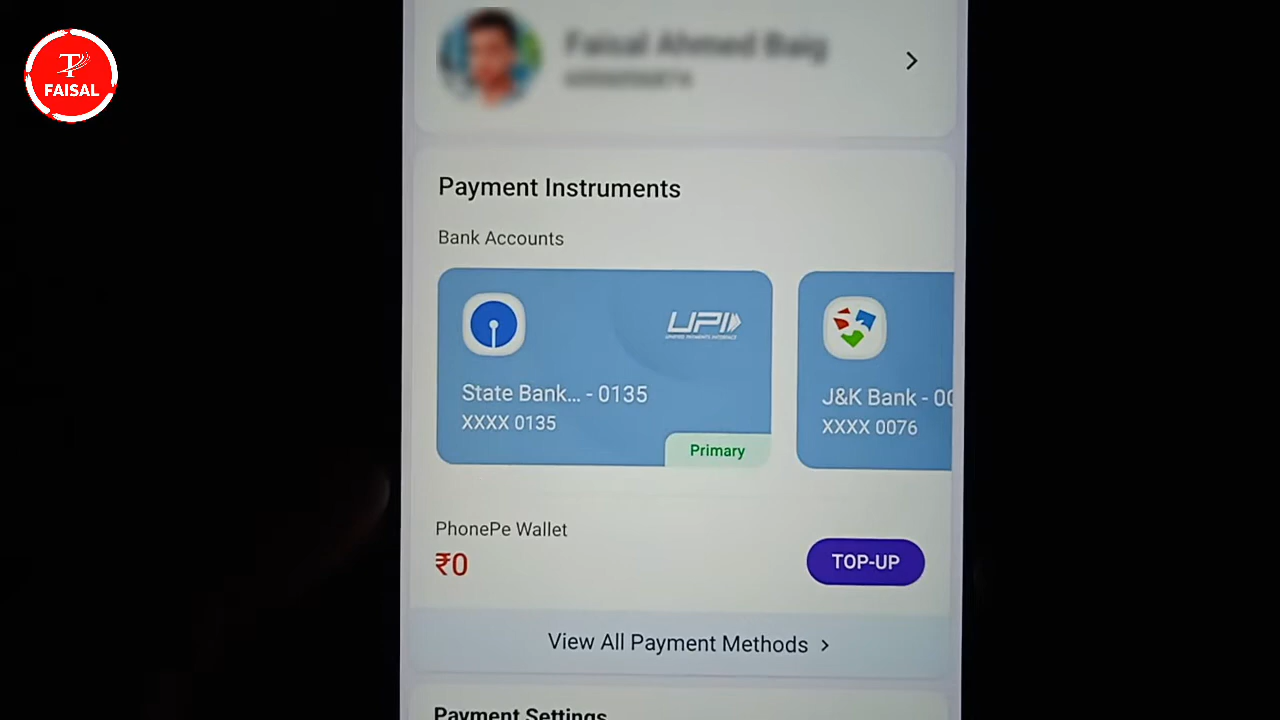 FAISAL
Faisal Ahmed Baig
Payment Instruments
Bank Accounts
UPI
UNIFIED PAYMENTS INTERFACE
State Bank... - 0135
XXXX 0135
Primary
J&K Bank - 00
XXXX 0076
PhonePe Wallet
₹0
TOP-UP
View All Payment Methods >
Payment Settings